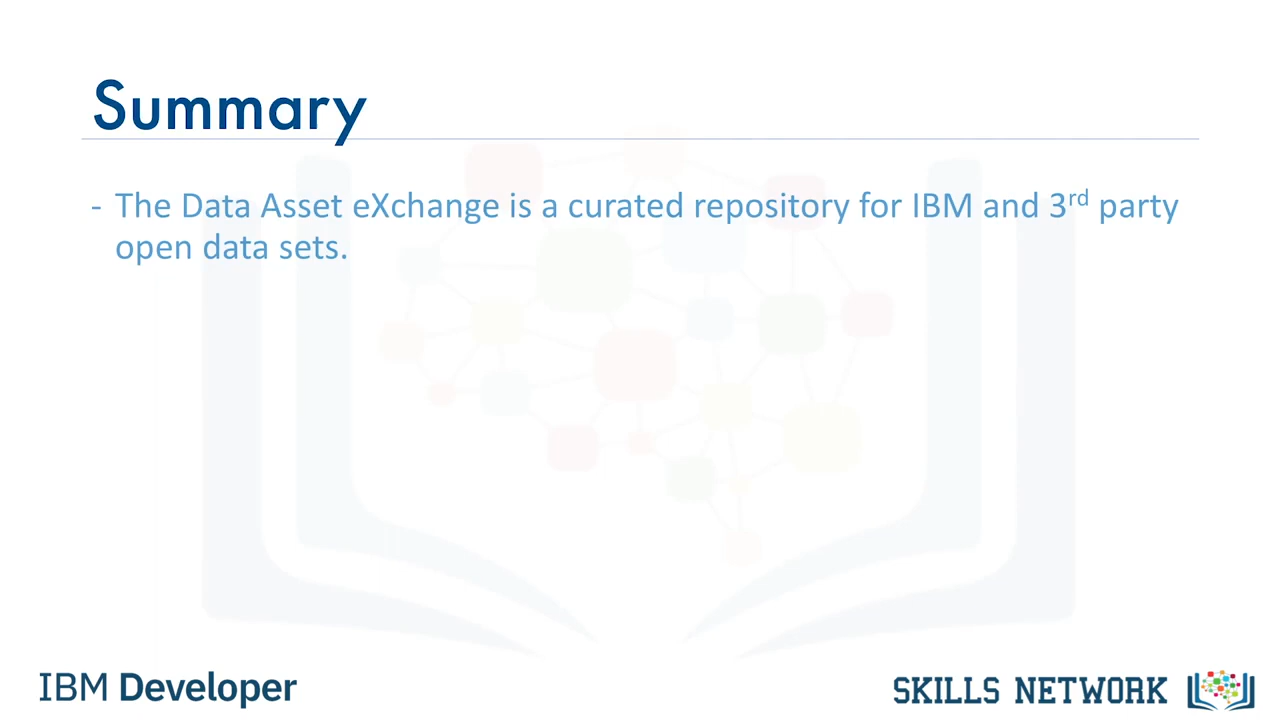 Summary
- The Data Asset eXchange is a curated repository for IBM and 3rd party
open data sets.
IBM Developer
SKILLS NETWORK